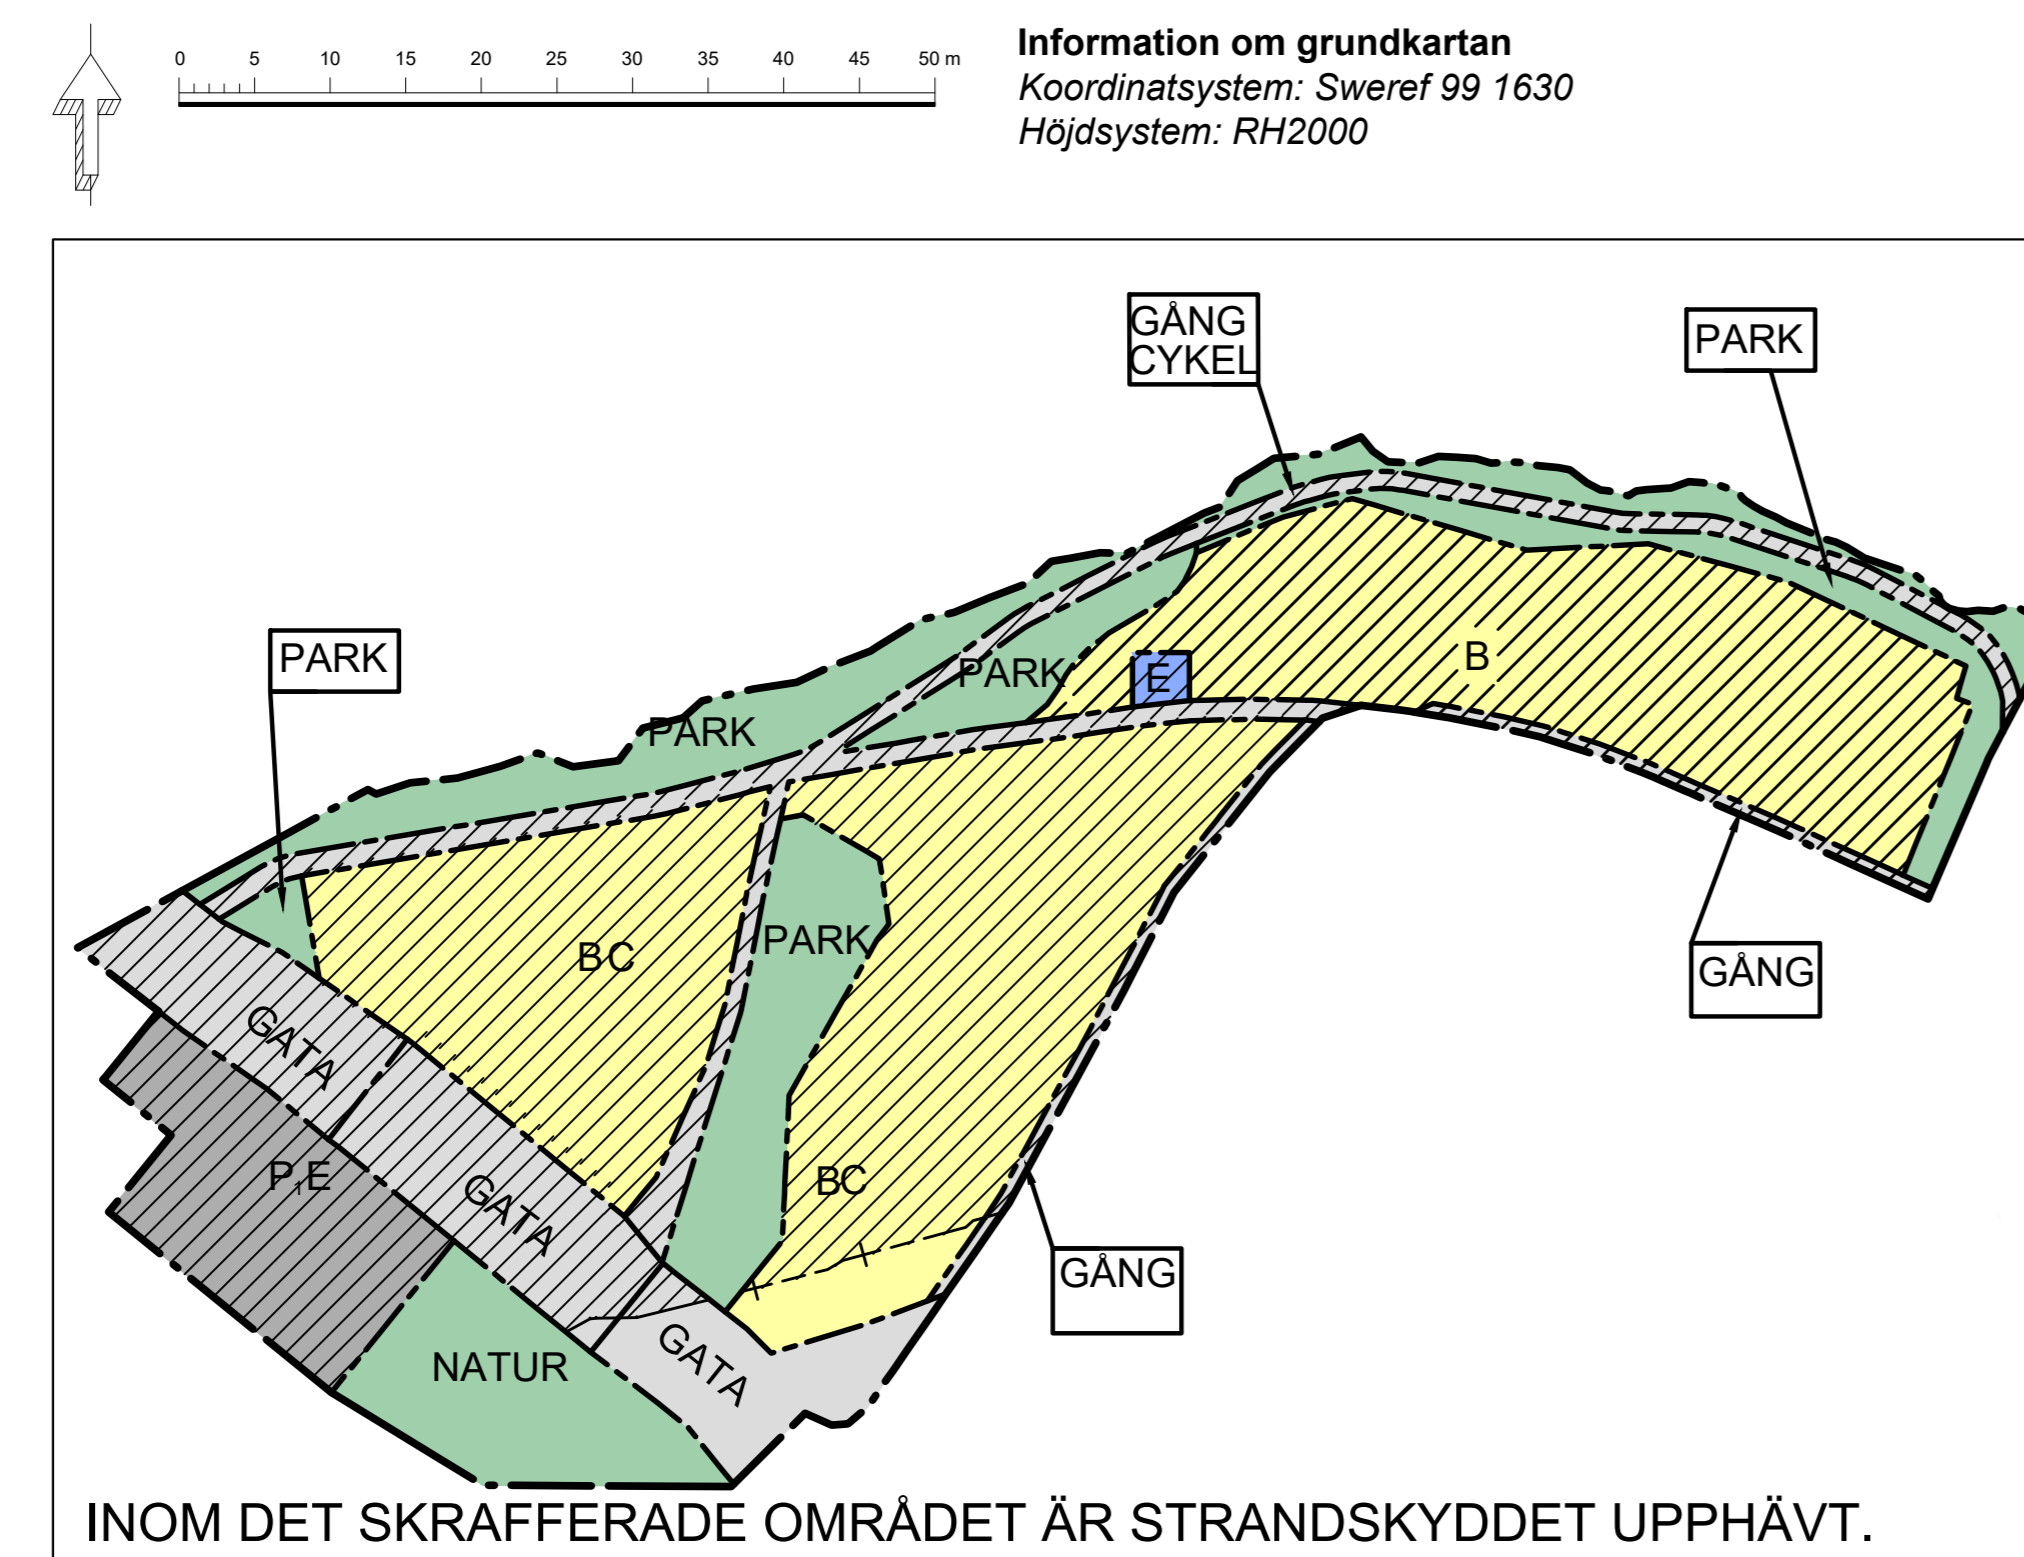 0 5 10 15 20 25 30 35 40 45 50 m
Information om grundkartan
Koordinatsystem: Sweref 99 1630
Höjdsystem: RH2000
GÅNG
CYKEL
PARK
PARK
PARK
PARK
E
B
BC
PARK
GÅNG
GATA
P₁E
GATA
BC
GÅNG
GATA
NATUR
INOM DET SKRAFFERADE OMRÅDET ÄR STRANDSKYDDET UPPHÄVT.